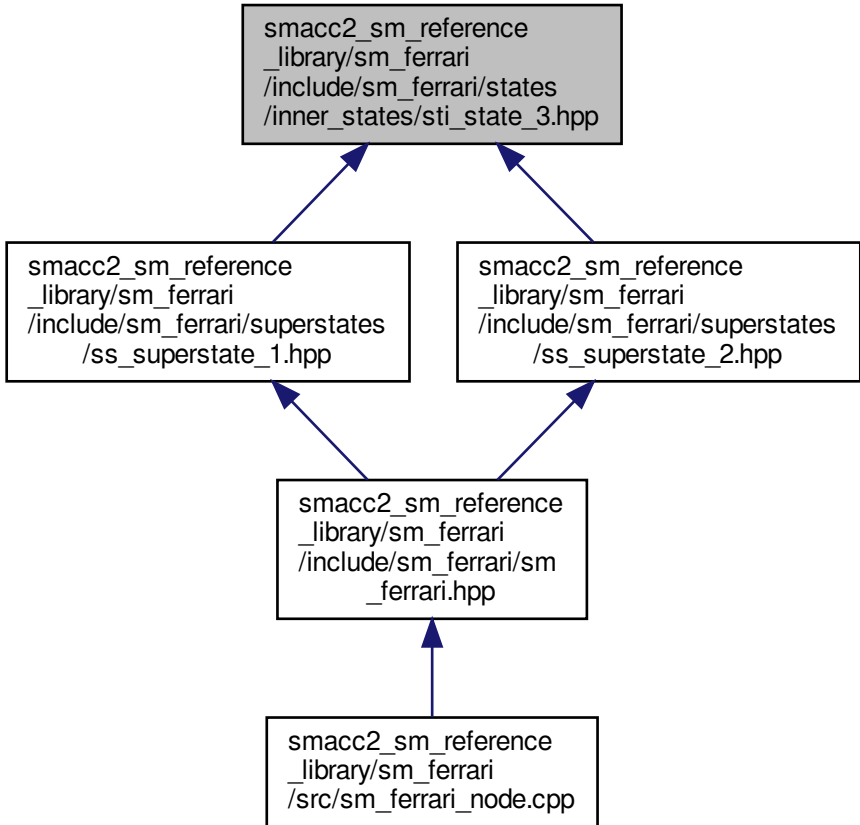 smacc2_sm_reference
_library/sm_ferrari
/include/sm_ferrari/states
/inner_states/sti_state_3.hpp
smacc2_sm_reference
_library/sm_ferrari
/include/sm_ferrari/superstates
/ss_superstate_1.hpp
smacc2_sm_reference
_library/sm_ferrari
/include/sm_ferrari/superstates
/ss_superstate_2.hpp
smacc2_sm_reference
_library/sm_ferrari
/include/sm_ferrari/sm
_ferrari.hpp
smacc2_sm_reference
_library/sm_ferrari
/src/sm_ferrari_node.cpp